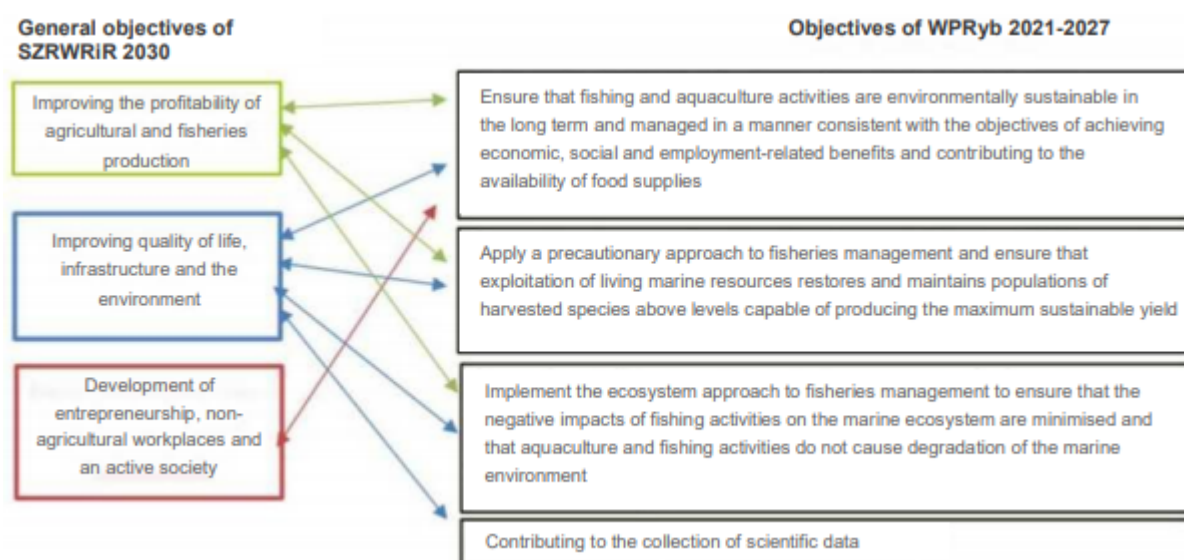 General objectives of
SZRWRiR 2030
Objectives of WPRyb 2021-2027
Improving the profitability of
agricultural and fisheries
production
Improving quality of life,
infrastructure and the
environment
Development of
entrepreneurship, non-
agricultural workplaces and
an active society
Ensure that fishing and aquaculture activities are environmentally sustainable in
the long term and managed in a manner consistent with the objectives of achieving
economic, social and employment-related benefits and contributing to the
availability of food supplies
Apply a precautionary approach to fisheries management and ensure that
exploitation of living marine resources restores and maintains populations of
harvested species above levels capable of producing the maximum sustainable yield
Implement the ecosystem approach to fisheries management to ensure that the
negative impacts of fishing activities on the marine ecosystem are minimised and
that aquaculture and fishing activities do not cause degradation of the marine
environment
Contributing to the collection of scientific data